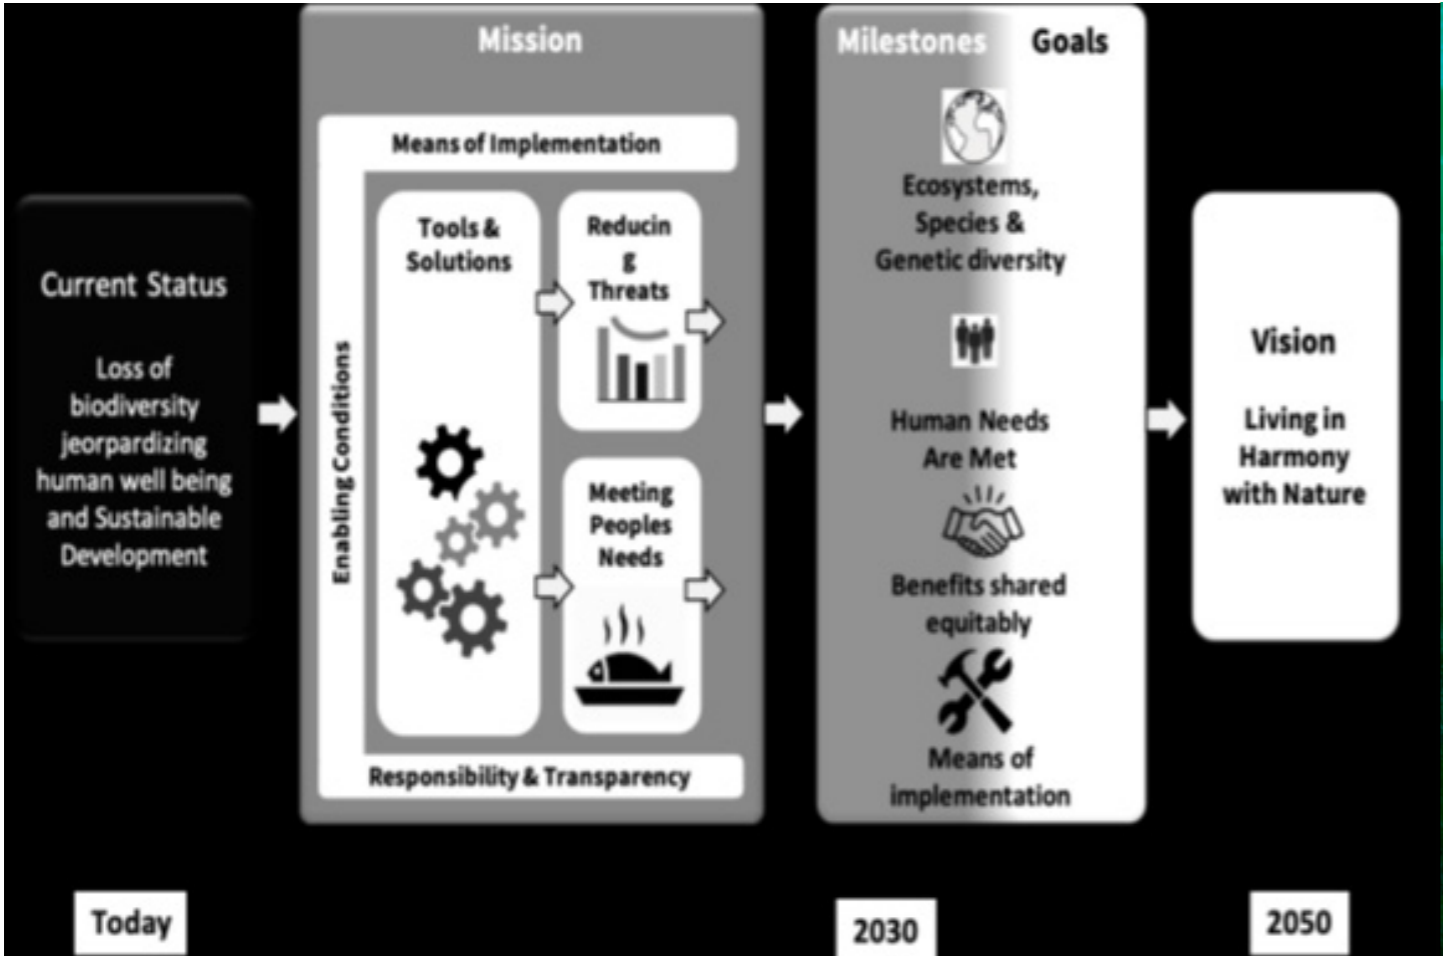 Current Status
Loss of
biodiversity
jeorpardizing
human well being
and Sustainable
Development
Mission
Means of Implementation
Enabling Conditions
Tools &
Solutions
Reducin
g
Threats
Meeting
Peoples
Needs
Responsibility & Transparency
Milestones Goals
Ecosystems,
Species &
Genetic diversity
Human Needs
Are Met
Benefits shared
equitably
Means of
implementation
Vision
Living in
Harmony
with Nature
Today
2030
2050